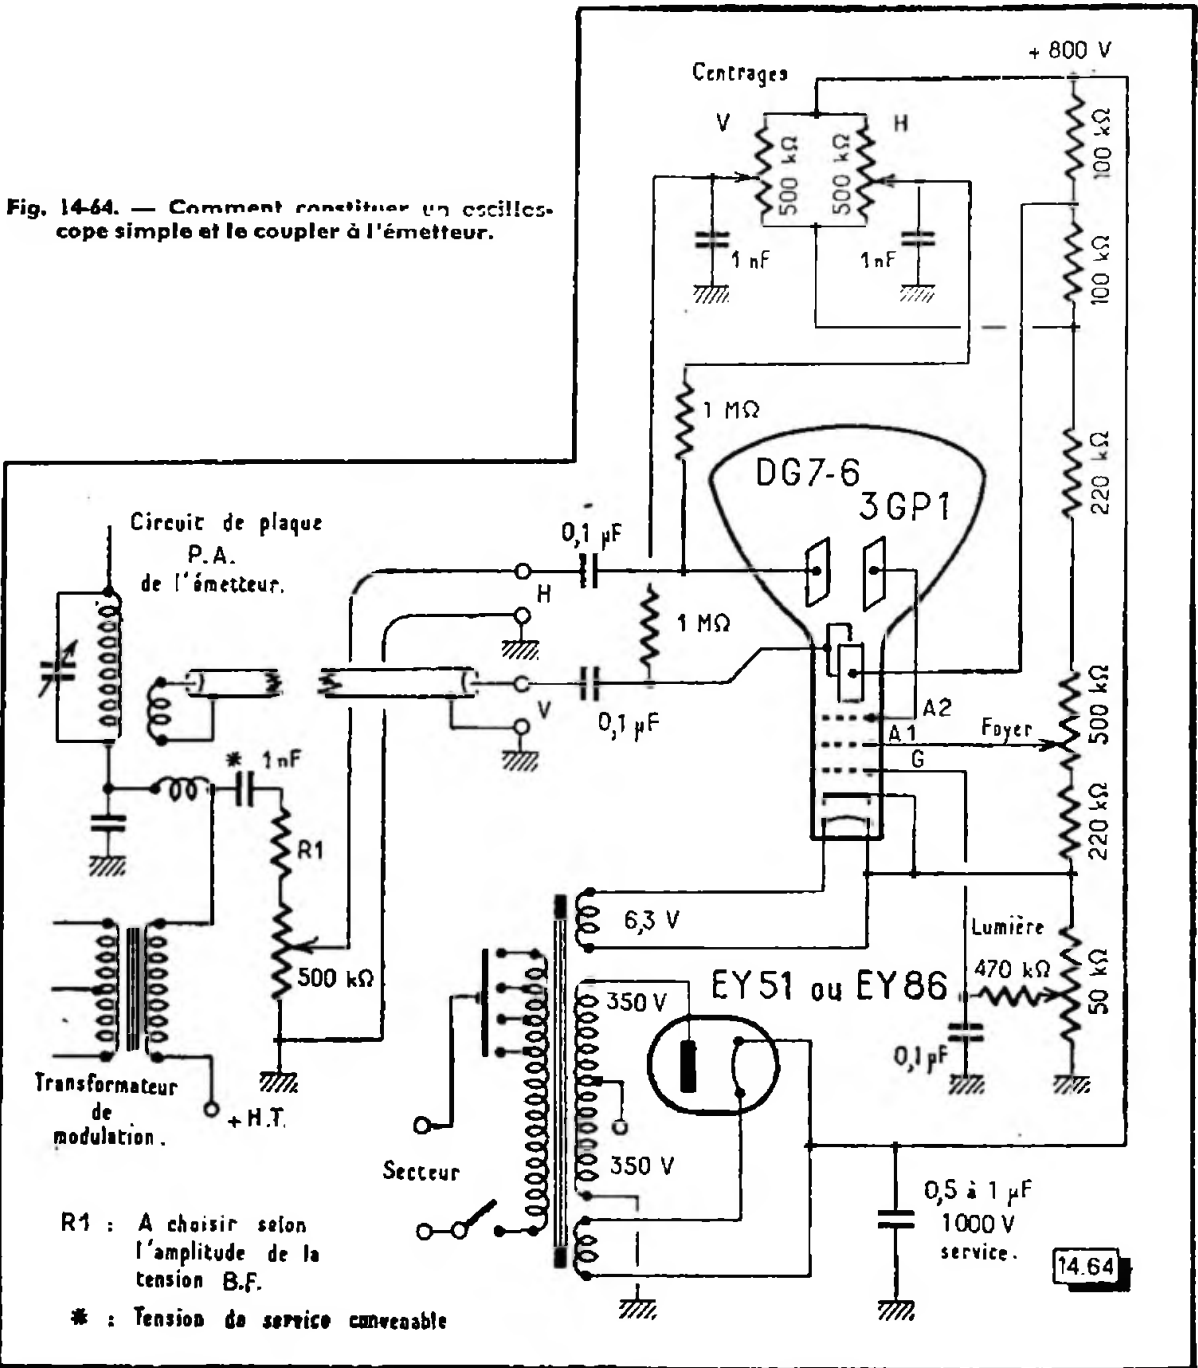 Fig. 14-64. — Comment constituer un oscillos-
cope simple et le coupler à l'émetteur.
+ 800 V
Centrages
V
H
500 kΩ
500 kΩ
100 kΩ
1 nF
1 nF
100 kΩ
1 MΩ
220 kΩ
DG7-6
3GP1
Circuit de plaque
P.A.
de l'émetteur.
0,1 µF
H
1 MΩ
V
0,1 µF
A2
A1
G
Foyer
500 kΩ
220 kΩ
* 1 nF
R1
500 kΩ
6,3 V
Lumière
470 kΩ
50 kΩ
EY51 ou EY86
350 V
0,1 µF
Transformateur
de
modulation.
+ H.T.
Secteur
350 V
0,5 à 1 µF
1000 V
service.
R1 : A choisir selon
l'amplitude de la
tension B.F.
14.64
* : Tension de service convenable